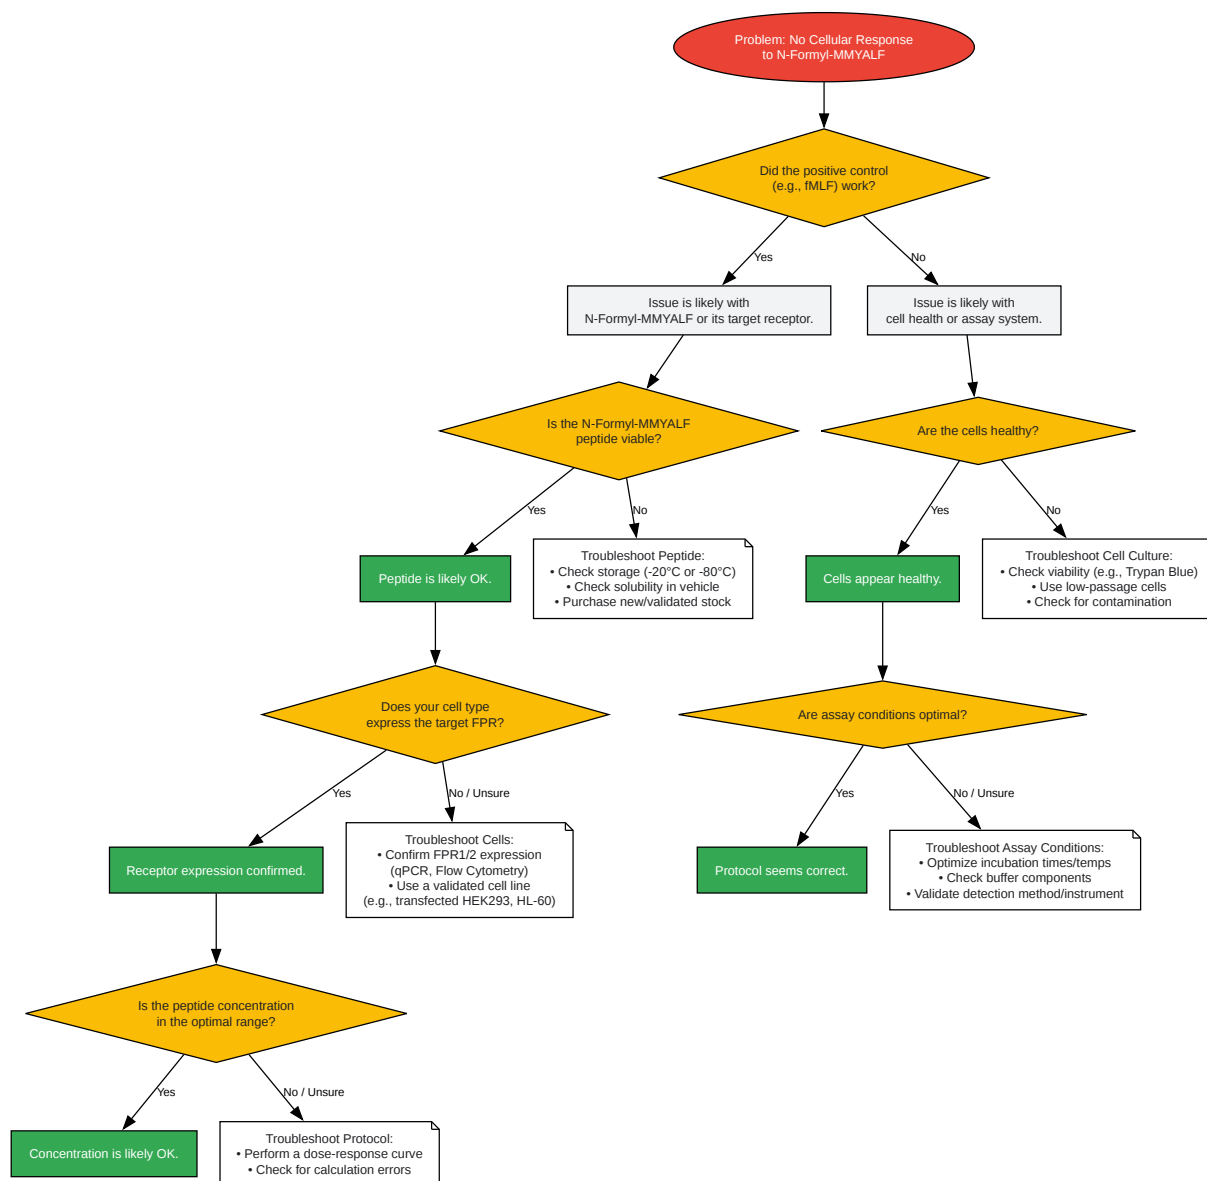 Problem: No Cellular Response
to N-Formyl-MMYALF
Did the positive control
(e.g., fMLF) work?
Yes
No
Issue is likely with
N-Formyl-MMYALF or its target receptor.
Issue is likely with
cell health or assay system.
Is the N-Formyl-MMYALF
peptide viable?
Are the cells healthy?
Yes
No
Yes
No
Peptide is likely OK.
Troubleshoot Peptide:
• Check storage (-20°C or -80°C)
• Check solubility in vehicle
• Purchase new/validated stock
Cells appear healthy.
Troubleshoot Cell Culture:
• Check viability (e.g., Trypan Blue)
• Use low-passage cells
• Check for contamination
Does your cell type
express the target FPR?
Are assay conditions optimal?
Yes
No / Unsure
Yes
No / Unsure
Receptor expression confirmed.
Troubleshoot Cells:
• Confirm FPR1/2 expression
(qPCR, Flow Cytometry)
• Use a validated cell line
(e.g., transfected HEK293, HL-60)
Protocol seems correct.
Troubleshoot Assay Conditions:
• Optimize incubation times/temps
• Check buffer components
• Validate detection method/instrument
Is the peptide concentration
in the optimal range?
Yes
No / Unsure
Concentration is likely OK.
Troubleshoot Protocol:
• Perform a dose-response curve
• Check for calculation errors